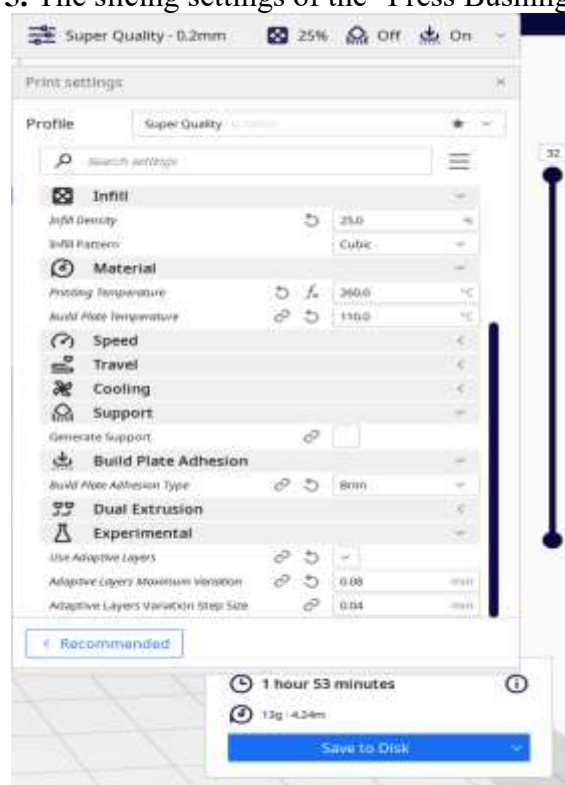 3. The slicing settings of the "Press Bushing
Super Quality - 0.2mm 25% Off On
Print settings
Profile Super Quality
Search settings
Infill
Infill Density 25.0 %
Infill Pattern Cubic
Material
Printing Temperature 260.0 °C
Build Plate Temperature 110.0 °C
Speed
Travel
Cooling
Support
Generate Support
Build Plate Adhesion
Build Plate Adhesion Type Brim
Dual Extrusion
Experimental
Use Adaptive Layers
Adaptive Layers Maximum Variation 0.08 mm
Adaptive Layers Variation Step Size 0.04 mm
Recommended
32
1 hour 53 minutes
13g · 4.24m
Save to Disk